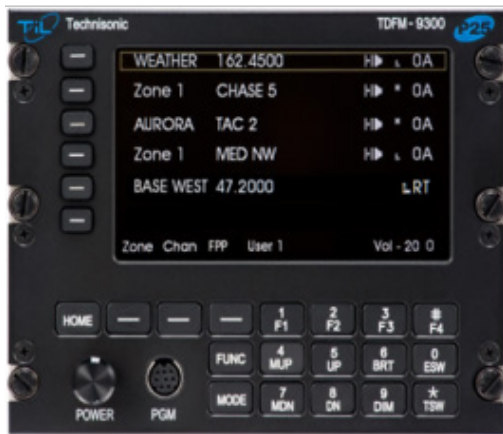 TiL Technisonic TDFM - 9300 P25
WEATHER 162.4500 H L 0A
Zone 1 CHASE 5 H * 0A
AURORA TAC 2 H * 0A
Zone 1 MED NW H L 0A
BASE WEST 47.2000 LRT
Zone Chan FPP User 1 Vol - 20 0
HOME 1 F1 2 F2 3 F3 # F4
FUNC 4 MUP 5 UP 6 BRT 0 ESW
MODE 7 MDN 8 DN 9 DIM * TSW
POWER PGM